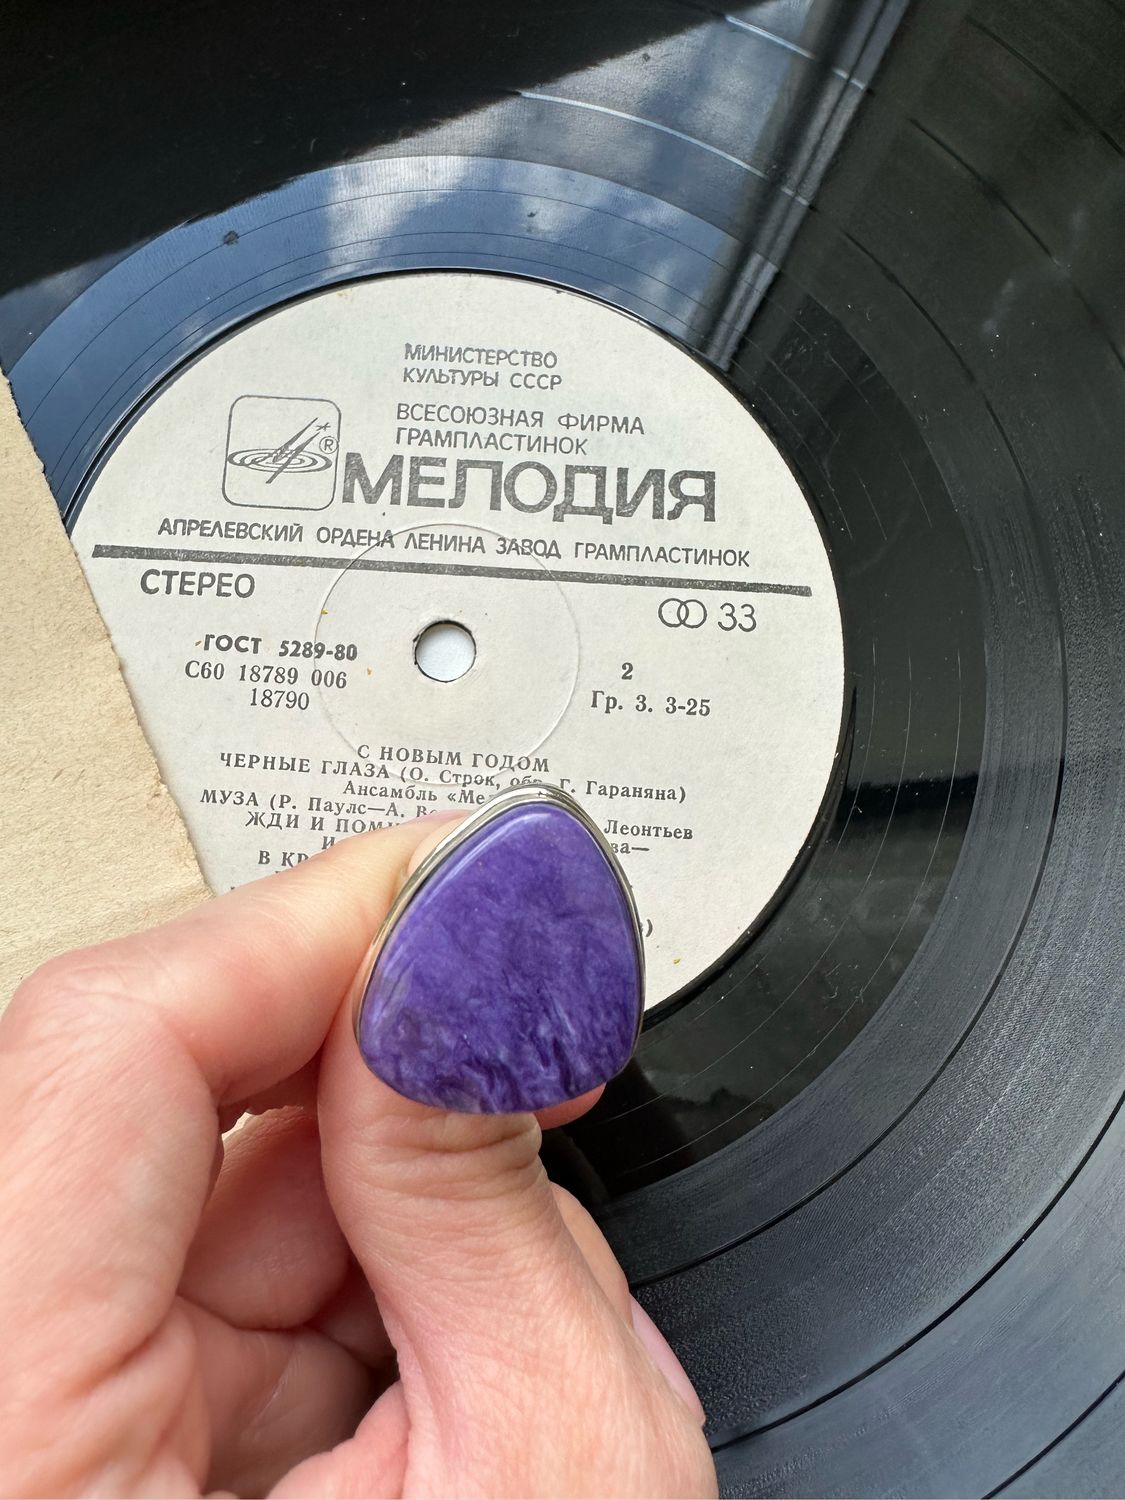 МИНИСТЕРСТВО
КУЛЬТУРЫ СССР
ВСЕСОЮЗНАЯ ФИРМА
ГРАМПЛАСТИНОК
® МЕЛОДИЯ
АПРЕЛЕВСКИЙ ОРДЕНА ЛЕНИНА ЗАВОД ГРАМПЛАСТИНОК
СТЕРЕО
33
ГОСТ 5289-80
С60 18789 006
18790
2
Гр. 3. 3-25
С НОВЫМ ГОДОМ
ЧЕРНЫЕ ГЛАЗА (О. Строк, обр. Г. Гараняна)
Ансамбль
МУЗА (Р. Паулс—А. Леонтьев
ЖДИ И
В